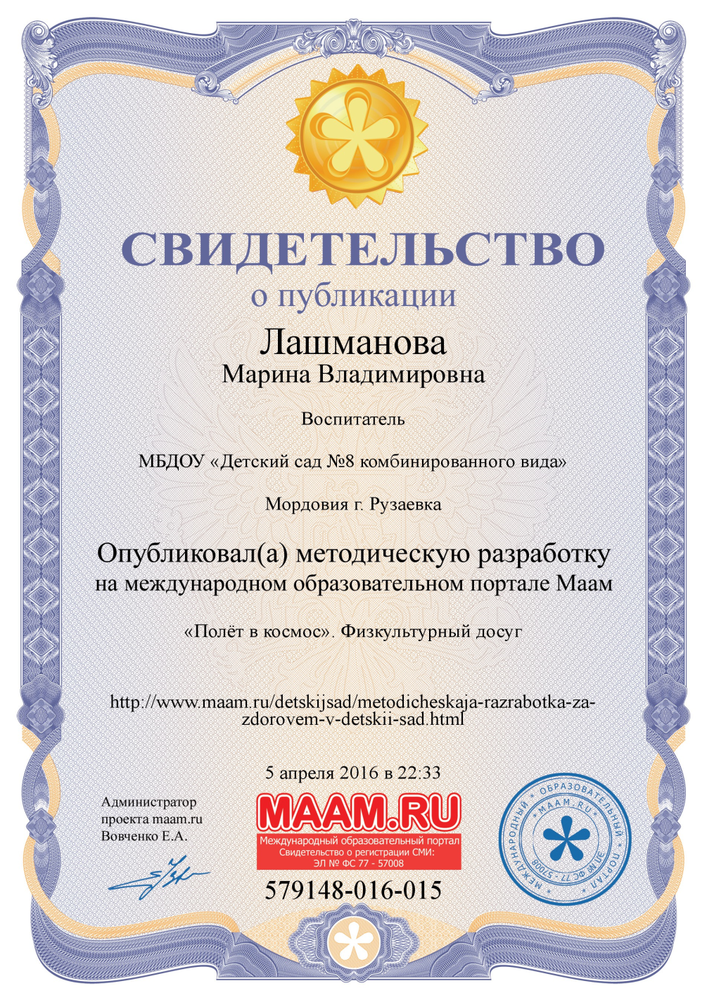 СВИДЕТЕЛЬСТВО
о публикации
Лашманова
Марина Владимировна
Воспитатель
МБДОУ «Детский сад №8 комбинированного вида»
Мордовия г. Рузаевка
Опубликовал(а) методическую разработку
на международном образовательном портале Маам
«Полёт в космос». Физкультурный досуг
http://www.maam.ru/detskijsad/metodicheskaja-razrabotka-za-
zdorovem-v-detskii-sad.html
5 апреля 2016 в 22:33
Администратор
проекта maam.ru
Вовченко Е.А.
MAAM.RU
Международный образовательный портал
Свидетельство о регистрации СМИ:
ЭЛ № ФС 77 - 57008
579148-016-015
* МЕЖДУНАРОДНЫЙ * ОБРАЗОВАТЕЛЬНЫЙ * ПОРТАЛ *
* MAAM.RU *
ЭЛ № ФС 77 - 57008